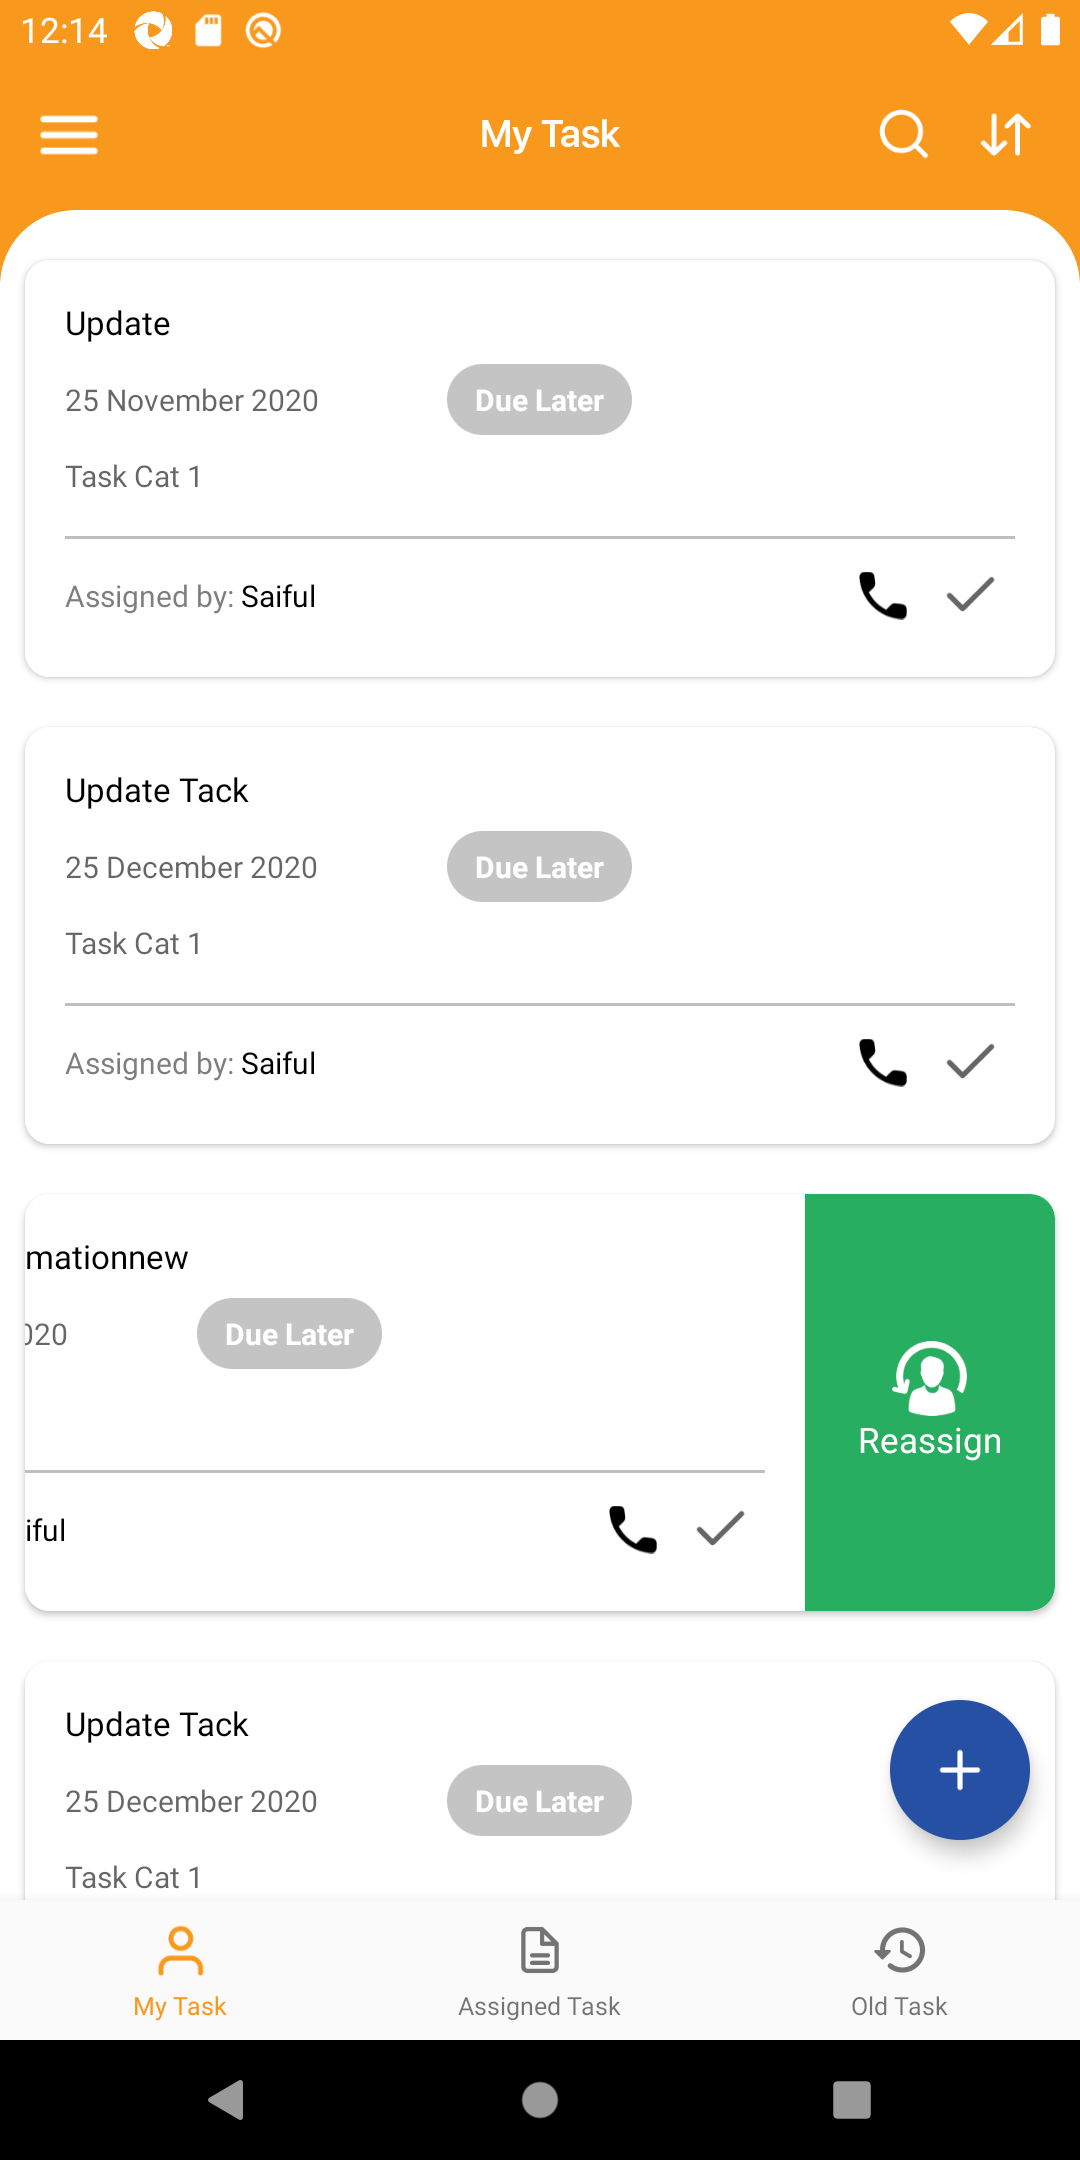 12:14
My Task
Update
25 November 2020
Due Later
Task Cat 1
Assigned by: Saiful
Update Tack
25 December 2020
Due Later
Task Cat 1
Assigned by: Saiful
mationnew
020
Due Later
Reassign
iful
Update Tack
25 December 2020
Due Later
Task Cat 1
My Task
Assigned Task
Old Task